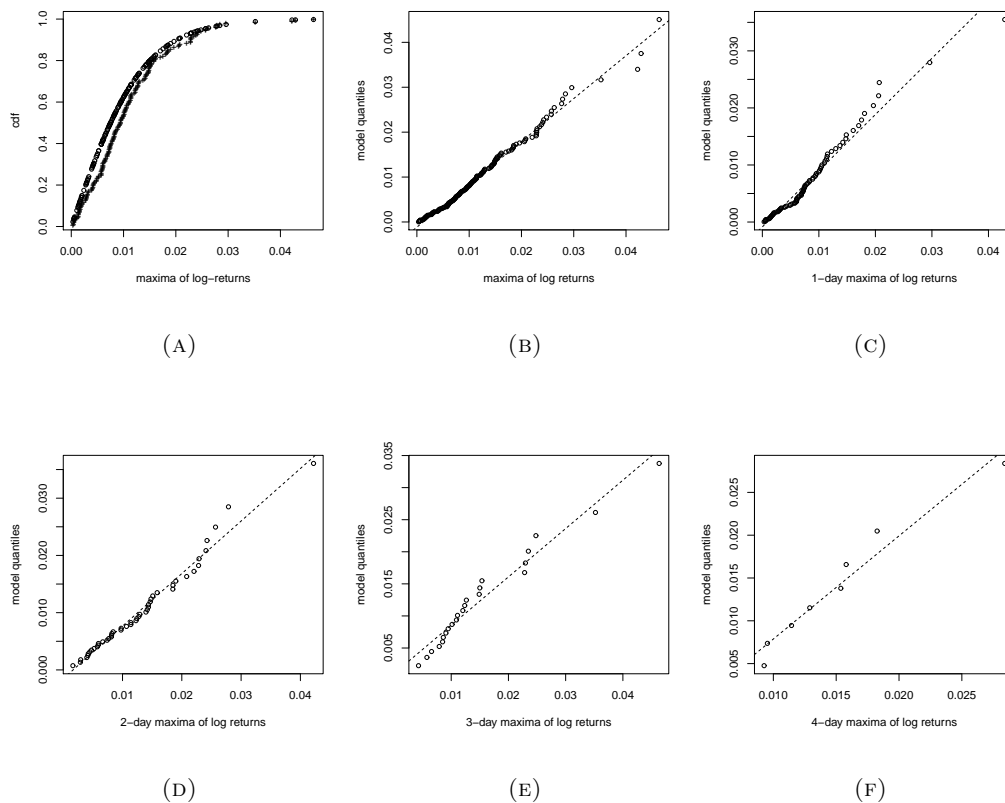 cdf
0.0 0.2 0.4 0.6 0.8 1.0
0.00 0.01 0.02 0.03 0.04
maxima of log−returns
(A)
model quantiles
0.00 0.01 0.02 0.03 0.04
0.00 0.01 0.02 0.03 0.04
maxima of log returns
(B)
model quantiles
0.000 0.010 0.020 0.030
0.00 0.01 0.02 0.03 0.04
1−day maxima of log returns
(C)
model quantiles
0.000 0.010 0.020 0.030
0.01 0.02 0.03 0.04
2−day maxima of log returns
(D)
model quantiles
0.005 0.015 0.025 0.035
0.01 0.02 0.03 0.04
3−day maxima of log returns
(E)
model quantiles
0.005 0.010 0.015 0.020 0.025
0.010 0.015 0.020 0.025
4−day maxima of log returns
(F)